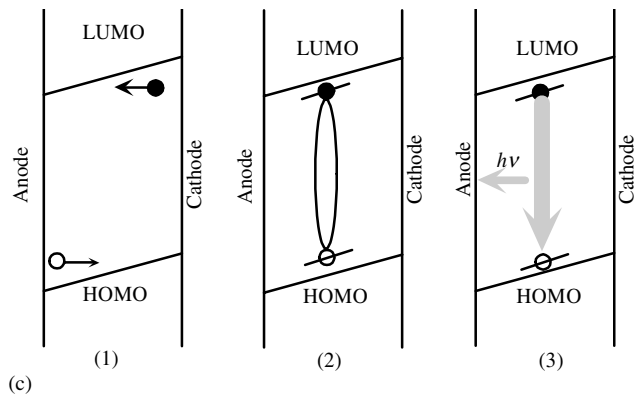 LUMO
Anode
Cathode
HOMO
(1)
LUMO
Anode
Cathode
HOMO
(2)
LUMO
Anode
hν
Cathode
HOMO
(3)
(c)